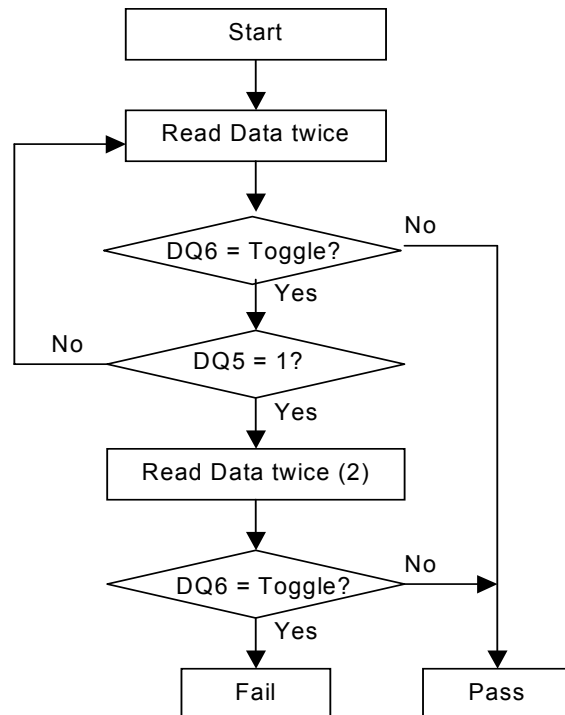 Start
Read Data twice
No
DQ6 = Toggle?
Yes
No
DQ5 = 1?
Yes
Read Data twice (2)
No
DQ6 = Toggle?
Yes
Fail
Pass